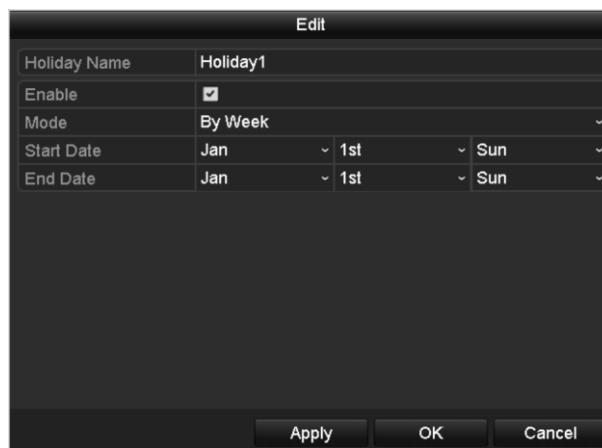 Edit
Holiday Name Holiday1
Enable
Mode By Week
Start Date Jan 1st Sun
End Date Jan 1st Sun
Apply OK Cancel